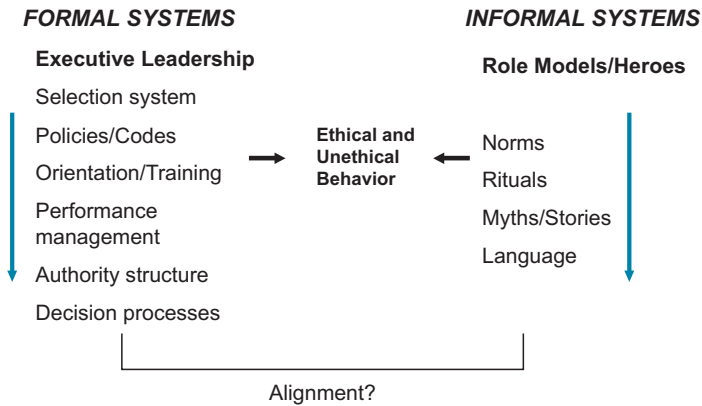 FORMAL SYSTEMS
Executive Leadership
Selection system
Policies/Codes
Orientation/Training
Performance
management
Authority structure
Decision processes
Ethical and
Unethical
Behavior
INFORMAL SYSTEMS
Role Models/Heroes
Norms
Rituals
Myths/Stories
Language
Alignment?